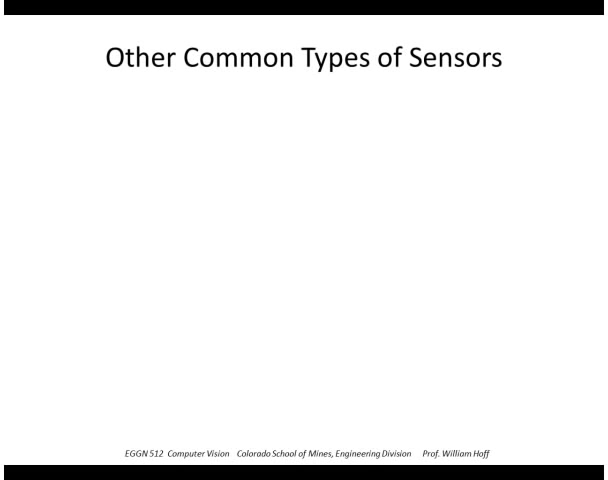 Other Common Types of Sensors
EGGN 512 Computer Vision Colorado School of Mines, Engineering Division Prof. William Hoff